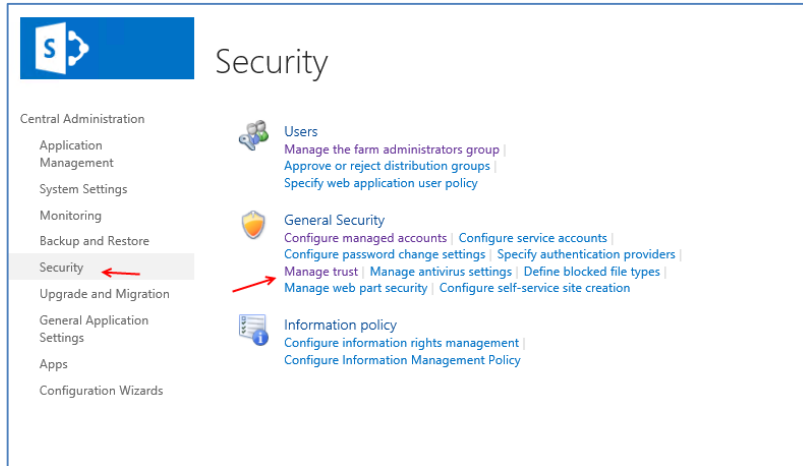 S
Security
Central Administration
Application
Management
System Settings
Monitoring
Backup and Restore
Security
Upgrade and Migration
General Application
Settings
Apps
Configuration Wizards
Users
Manage the farm administrators group |
Approve or reject distribution groups |
Specify web application user policy
General Security
Configure managed accounts | Configure service accounts |
Configure password change settings | Specify authentication providers |
Manage trust | Manage antivirus settings | Define blocked file types |
Manage web part security | Configure self-service site creation
Information policy
Configure information rights management |
Configure Information Management Policy